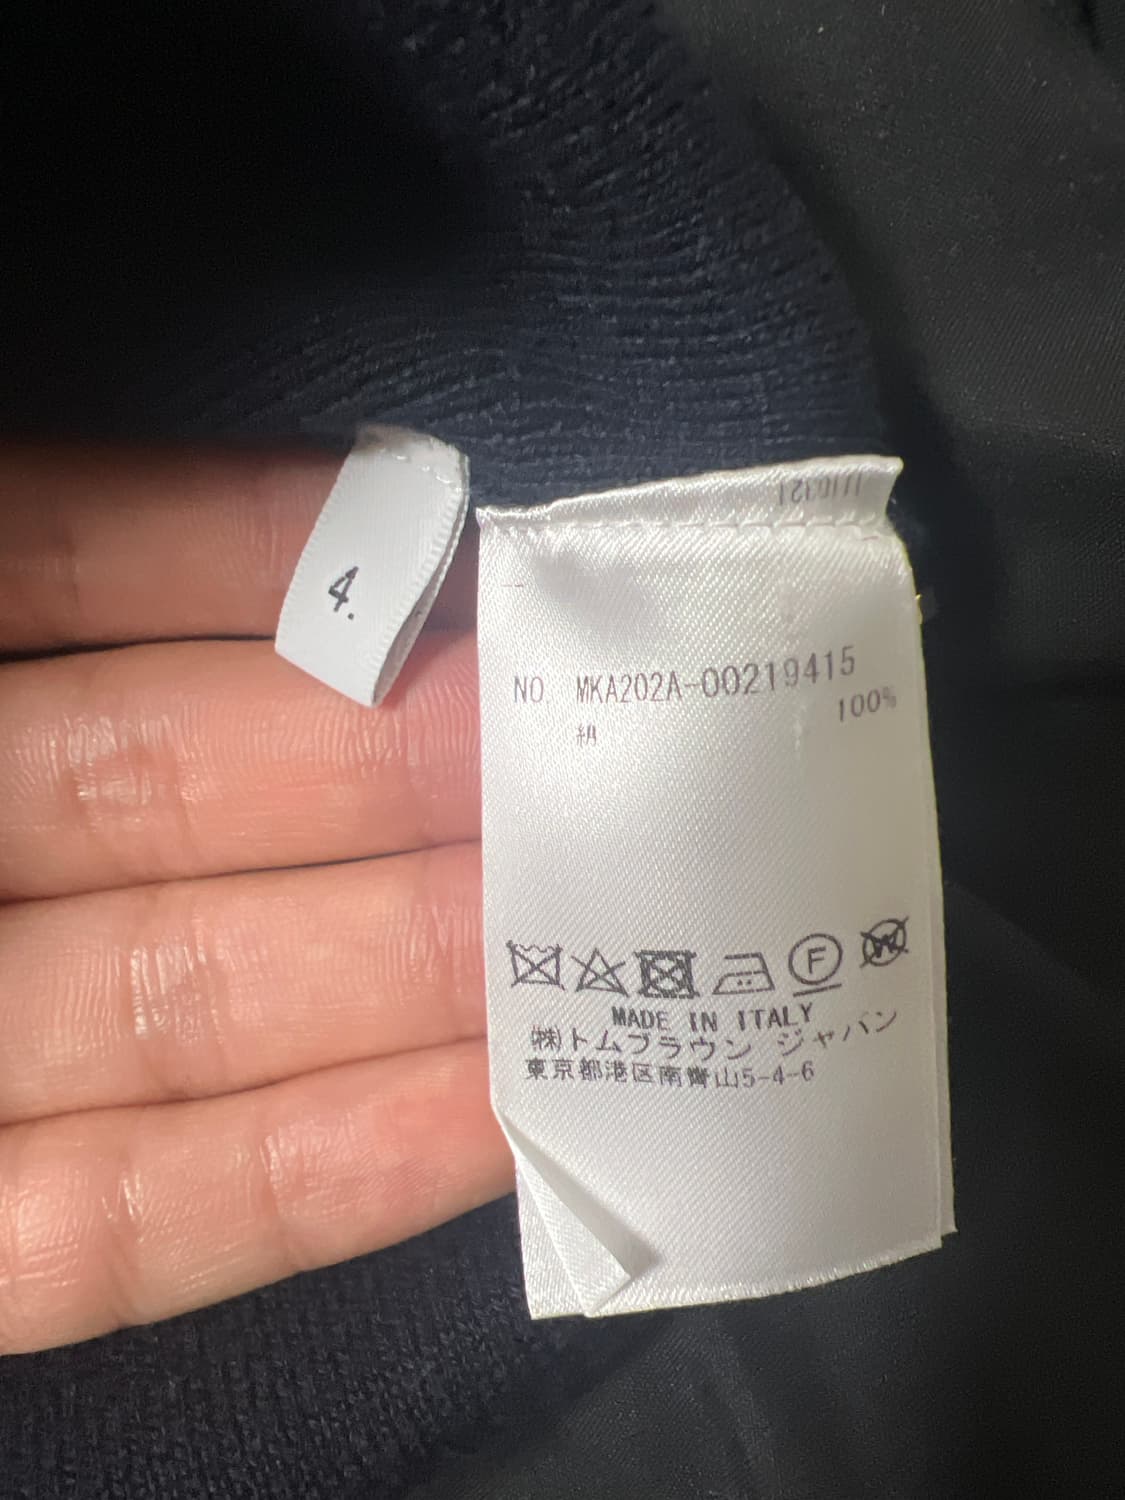 4.
NO. MKA202A-00219415
絹 100%
F
W
MADE IN ITALY
(株)トムブラウン ジャパン
東京都港区南青山5-4-6